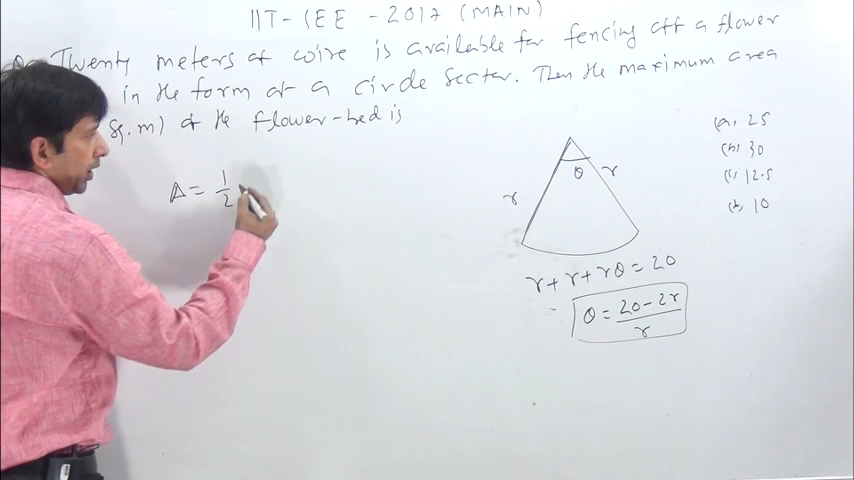 IIT-JEE - 2017 (MAIN)
Twenty meters of wire is available for fencing off a flower
in the form of a circle sector. Then the maximum area
Sq. m) of the flower-bed is
(a) 25
(b) 30
(c) 12.5
(d) 10
A = 1/2
θ
r
r
r + r + rθ = 20
θ = 20 - 2r / r